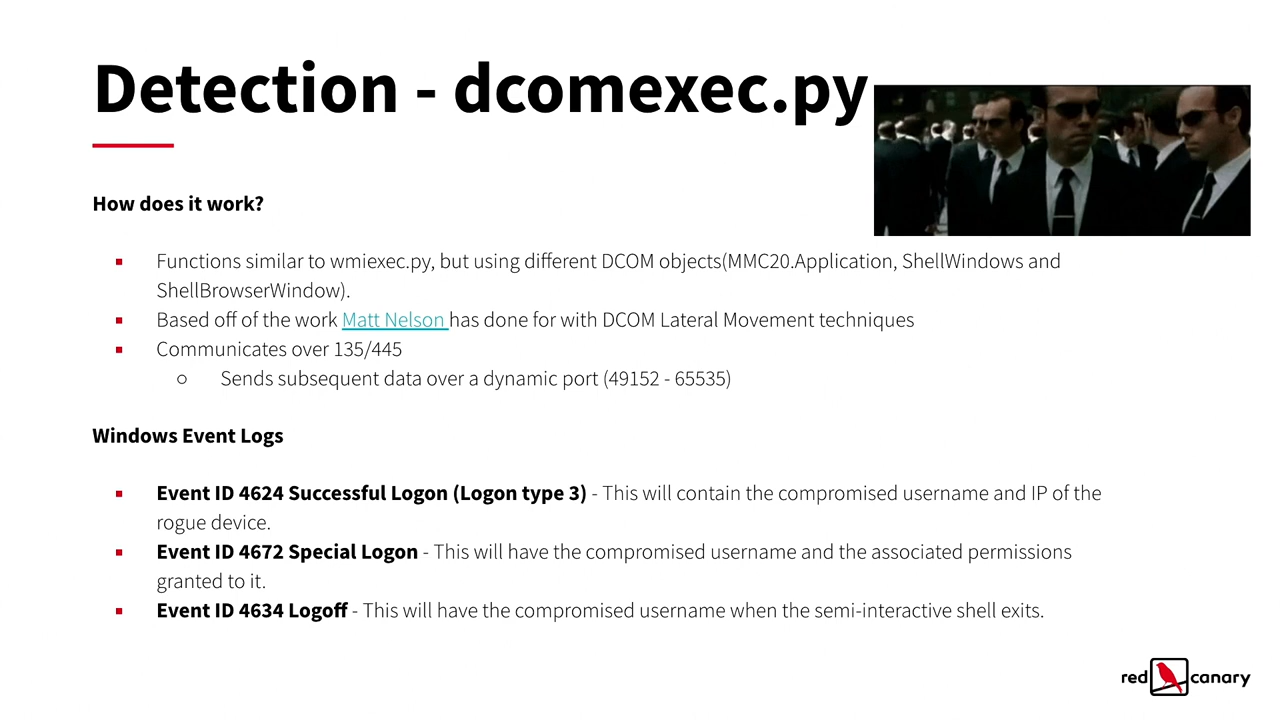 Detection - dcomexec.py
How does it work?
Functions similar to wmiexec.py, but using different DCOM objects(MMC20.Application, ShellWindows and
ShellBrowserWindow).
Based off of the work Matt Nelson has done for with DCOM Lateral Movement techniques
Communicates over 135/445
Sends subsequent data over a dynamic port (49152 - 65535)
Windows Event Logs
Event ID 4624 Successful Logon (Logon type 3) - This will contain the compromised username and IP of the
rogue device.
Event ID 4672 Special Logon - This will have the compromised username and the associated permissions
granted to it.
Event ID 4634 Logoff - This will have the compromised username when the semi-interactive shell exits.
red canary